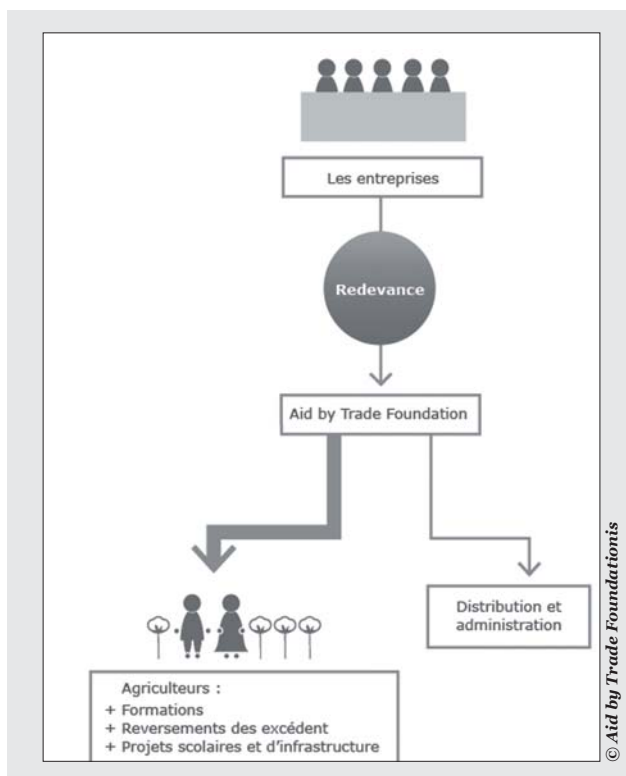 Les entreprises
Redevance
Aid by Trade Foundation
Distribution et
administration
Agriculteurs :
+ Formations
+ Reversements des excédent
+ Projets scolaires et d'infrastructure
© Aid by Trade Foundationis